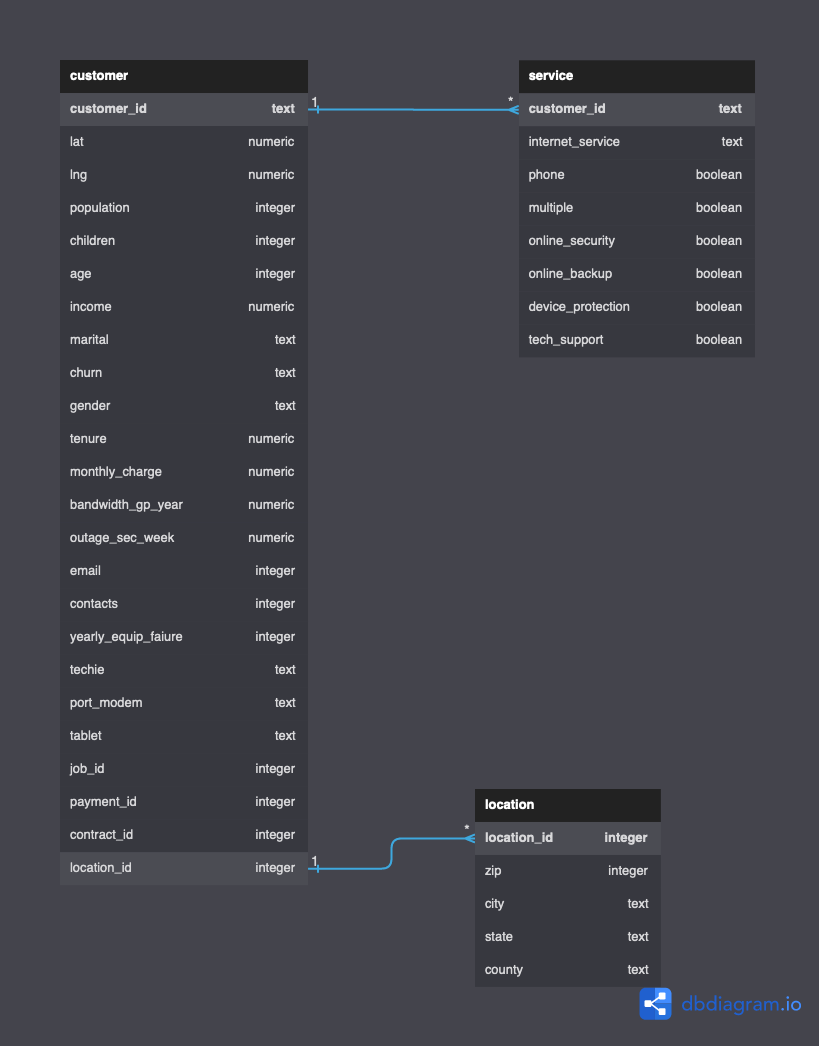 customer
customer_id text
lat numeric
lng numeric
population integer
children integer
age integer
income numeric
marital text
churn text
gender text
tenure numeric
monthly_charge numeric
bandwidth_gp_year numeric
outage_sec_week numeric
email integer
contacts integer
yearly_equip_faiure integer
techie text
port_modem text
tablet text
job_id integer
payment_id integer
contract_id integer
location_id integer
1 *
service
customer_id text
internet_service text
phone boolean
multiple boolean
online_security boolean
online_backup boolean
device_protection boolean
tech_support boolean
1 *
location
location_id integer
zip integer
city text
state text
county text
dbdiagram.io